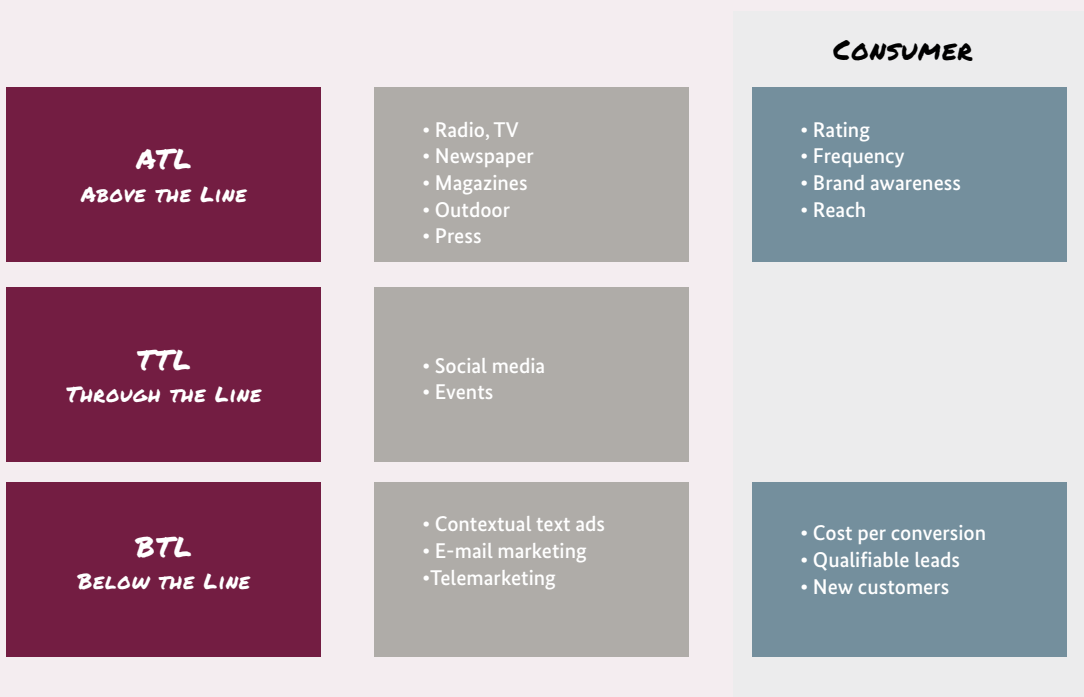 CONSUMER
ATL
ABOVE THE LINE
• Radio, TV
• Newspaper
• Magazines
• Outdoor
• Press
• Rating
• Frequency
• Brand awareness
• Reach
TTL
THROUGH THE LINE
• Social media
• Events
BTL
BELOW THE LINE
• Contextual text ads
• E-mail marketing
•Telemarketing
• Cost per conversion
• Qualifiable leads
• New customers